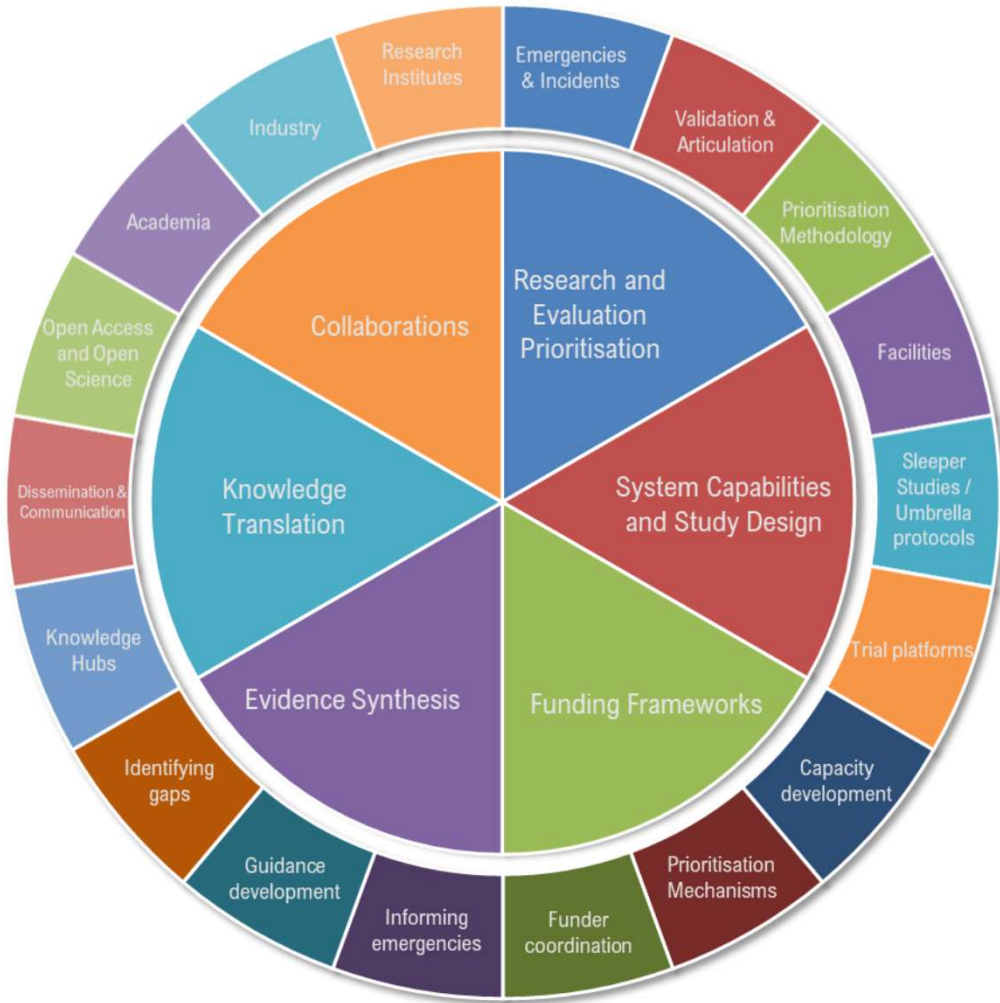 Emergencies
& Incidents
Validation &
Articulation
Prioritisation
Methodology
Facilities
Sleeper
Studies /
Umbrella
protocols
Trial platforms
Capacity
development
Prioritisation
Mechanisms
Funder
coordination
Informing
emergencies
Guidance
development
Identifying
gaps
Knowledge
Hubs
Dissemination &
Communication
Open Access
and Open
Science
Academia
Industry
Research
Institutes
Research and
Evaluation
Prioritisation
System Capabilities
and Study Design
Funding Frameworks
Evidence Synthesis
Knowledge
Translation
Collaborations